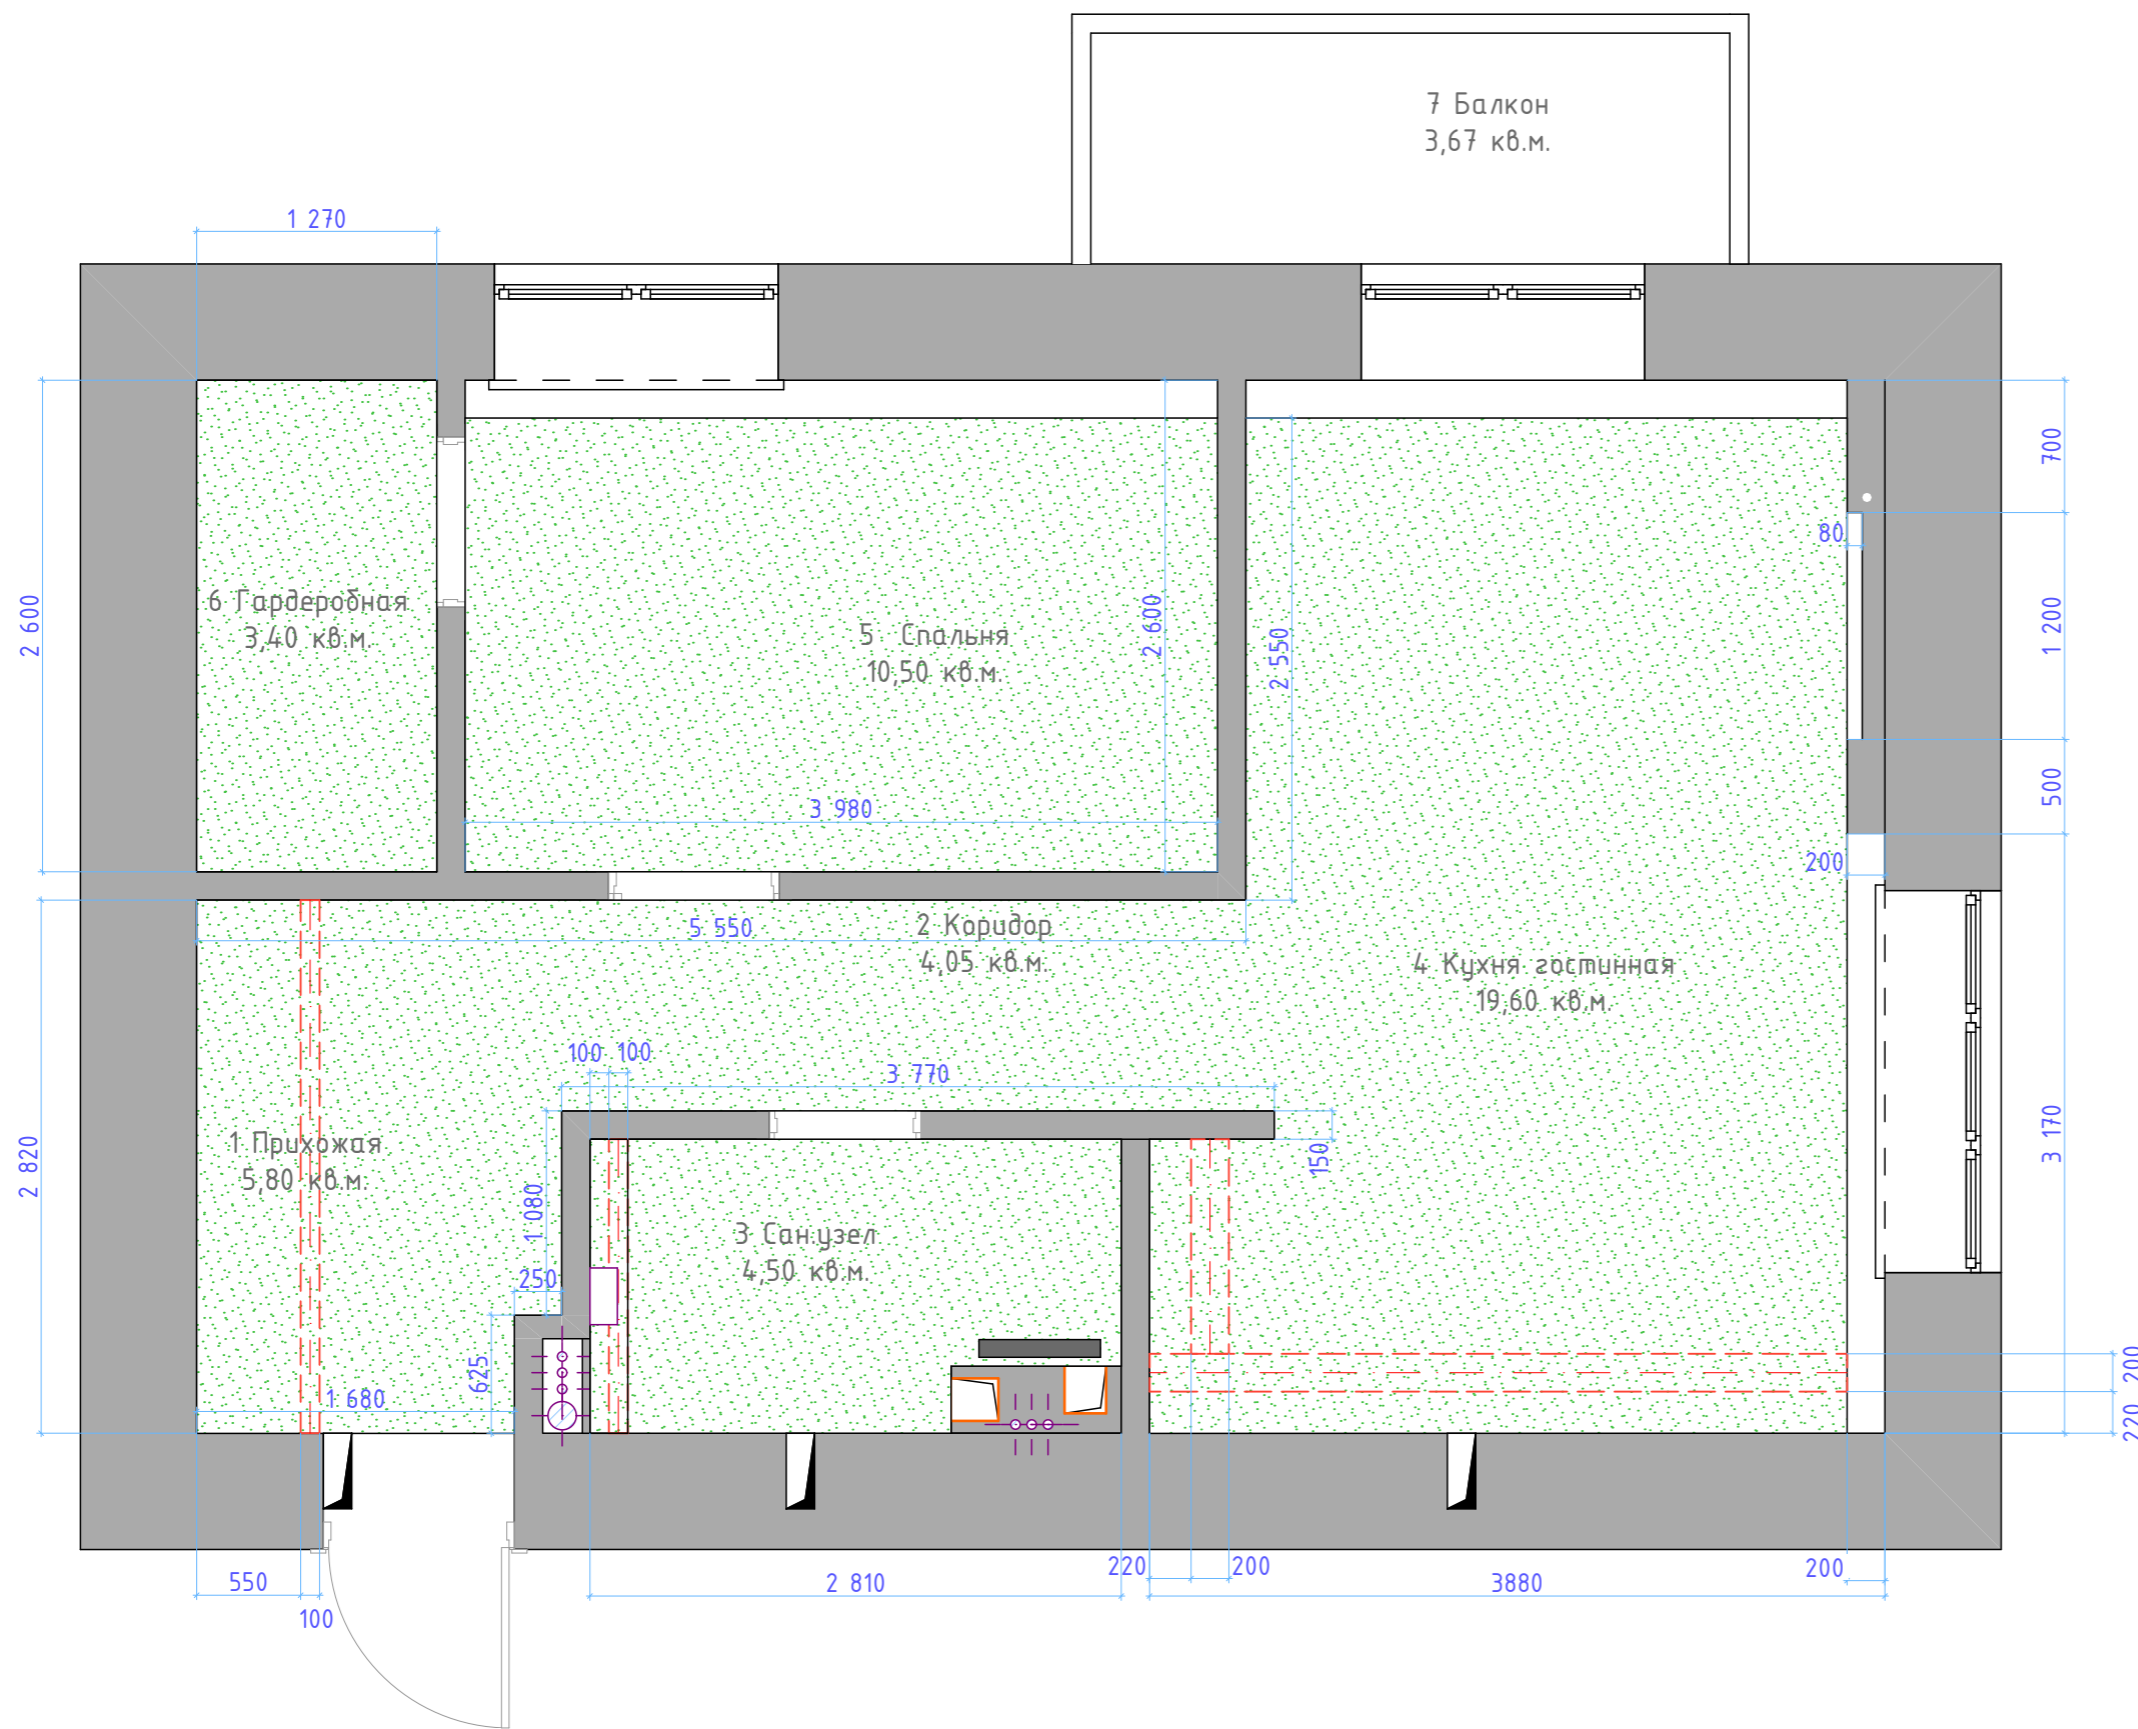 7 Балкон
3,67 кв.м.
1 270
700
80
6 Гардеробная
3,40 кв.м.
2 600
5 Спальня
10,50 кв.м.
2 600
2 550
1 200
500
3 980
200
5 550
2 Коридор
4,05 кв.м.
4 Кухня гостинная
19,60 кв.м.
100
100
3 770
1 Прихожая
5,80 кв.м.
2 820
150
3 170
1 080
3 Сан.узел
4,50 кв.м.
250
625
1 680
200
220
550
100
2 810
220
200
3880
200